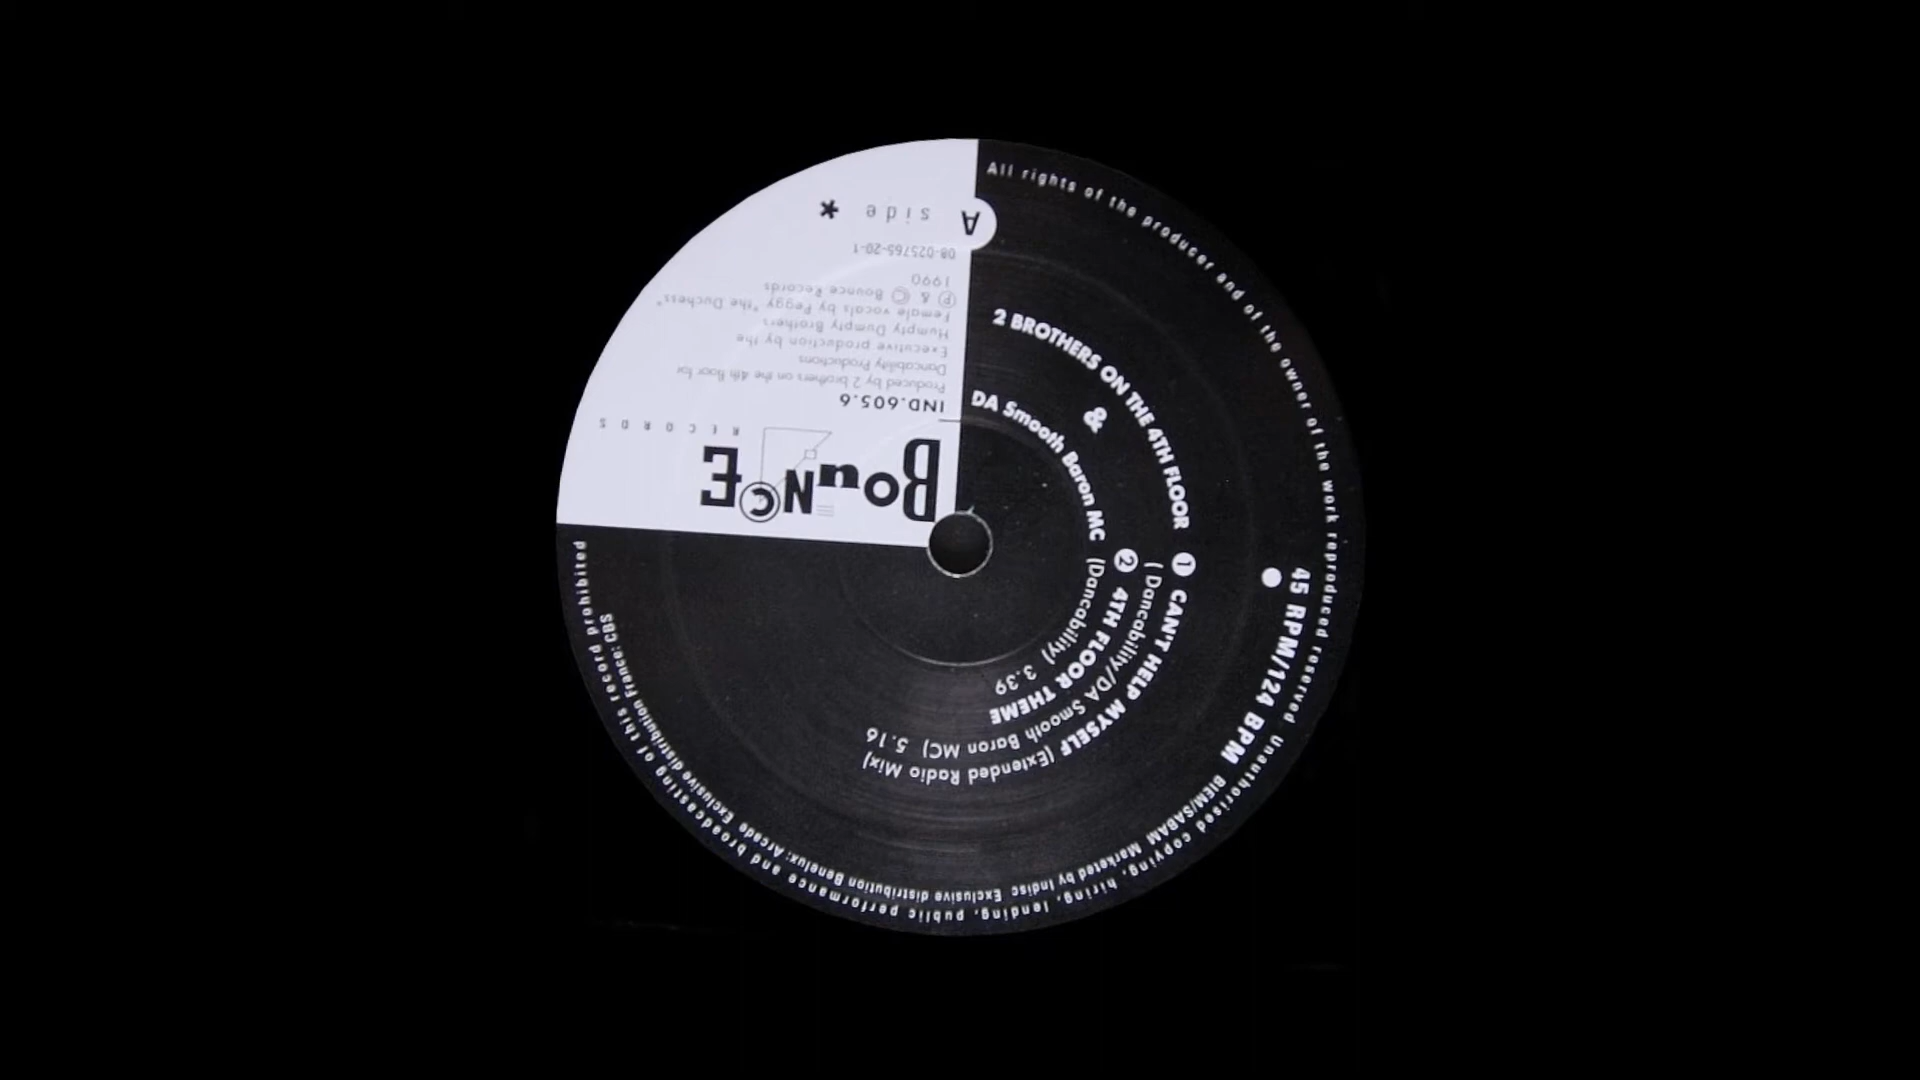 BOUNCE
RECORDS
IND.605.6
Produced by 2 brothers on the 4th floor for
Dancability Productions
Executive production by the
Humpty Dumpty Brothers
Female vocals by Peggy "the Duchess"
Ⓟ & © Bounce Records
1990
08-025765-20-1
A side *
2 BROTHERS ON THE 4TH FLOOR
&
DA Smooth Baron MC
1 CAN'T HELP MYSELF (Extended Radio Mix)
( Dancability/DA Smooth Baron MC) 5.16
2 4TH FLOOR THEME
(Dancability) 3.39
45 RPM/124 BPM
BIEM/SABAM Marketed by Indisc Exclusive distribution Benelux: Arcade Exclusive distribution France: CBS
All rights of the producer and of the owner of the work reproduced reserved Unauthorised copying, hiring, lending, public performance and broadcasting of this record prohibited